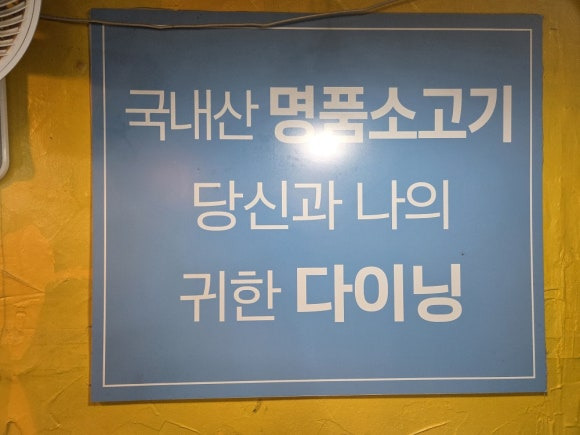 국내산 명품소고기
당신과 나의
귀한 다이닝